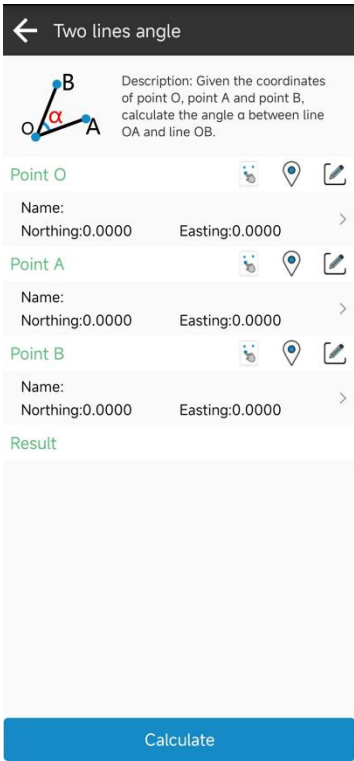 Two lines angle
B
α
O
A
Description: Given the coordinates
of point O, point A and point B,
calculate the angle α between line
OA and line OB.
Point O
Name:
Northing:0.0000 Easting:0.0000
Point A
Name:
Northing:0.0000 Easting:0.0000
Point B
Name:
Northing:0.0000 Easting:0.0000
Result
Calculate